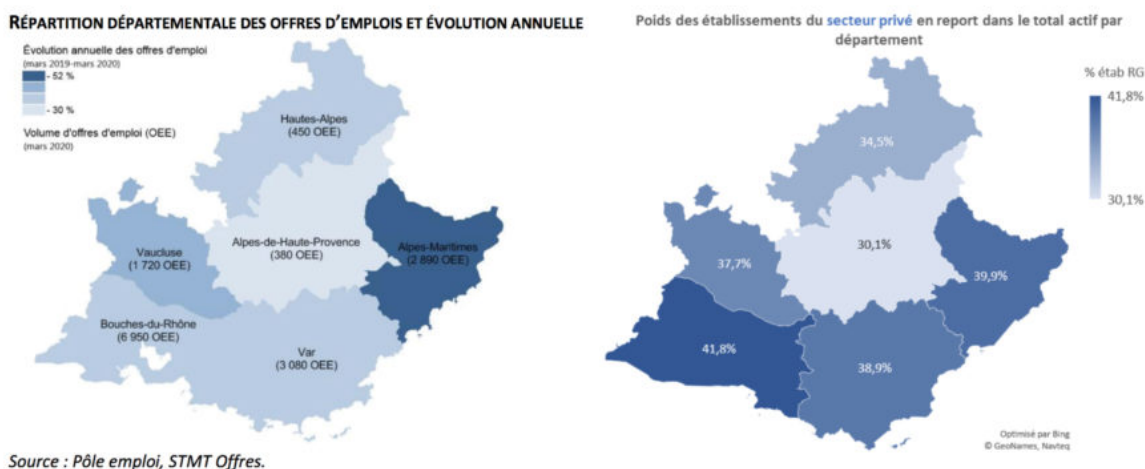 RÉPARTITION DÉPARTEMENTALE DES OFFRES D'EMPLOIS ET ÉVOLUTION ANNUELLE
Évolution annuelle des offres d'emploi
(mars 2019-mars 2020)
- 52 %
- 30 %
Volume d'offres d'emploi (OEE)
(mars 2020)
Hautes-Alpes
(450 OEE)
Alpes-de-Haute-Provence
(380 OEE)
Alpes-Maritimes
(2 890 OEE)
Vaucluse
(1 720 OEE)
Bouches-du-Rhône
(6 950 OEE)
Var
(3 080 OEE)
Source : Pôle emploi, STMT Offres.
Poids des établissements du secteur privé en report dans le total actif par
département
% étab RG
41,8%
30,1%
34,5%
30,1%
37,7%
39,9%
41,8%
38,9%
Optimisé par Bing
© GeoNames, Navteq